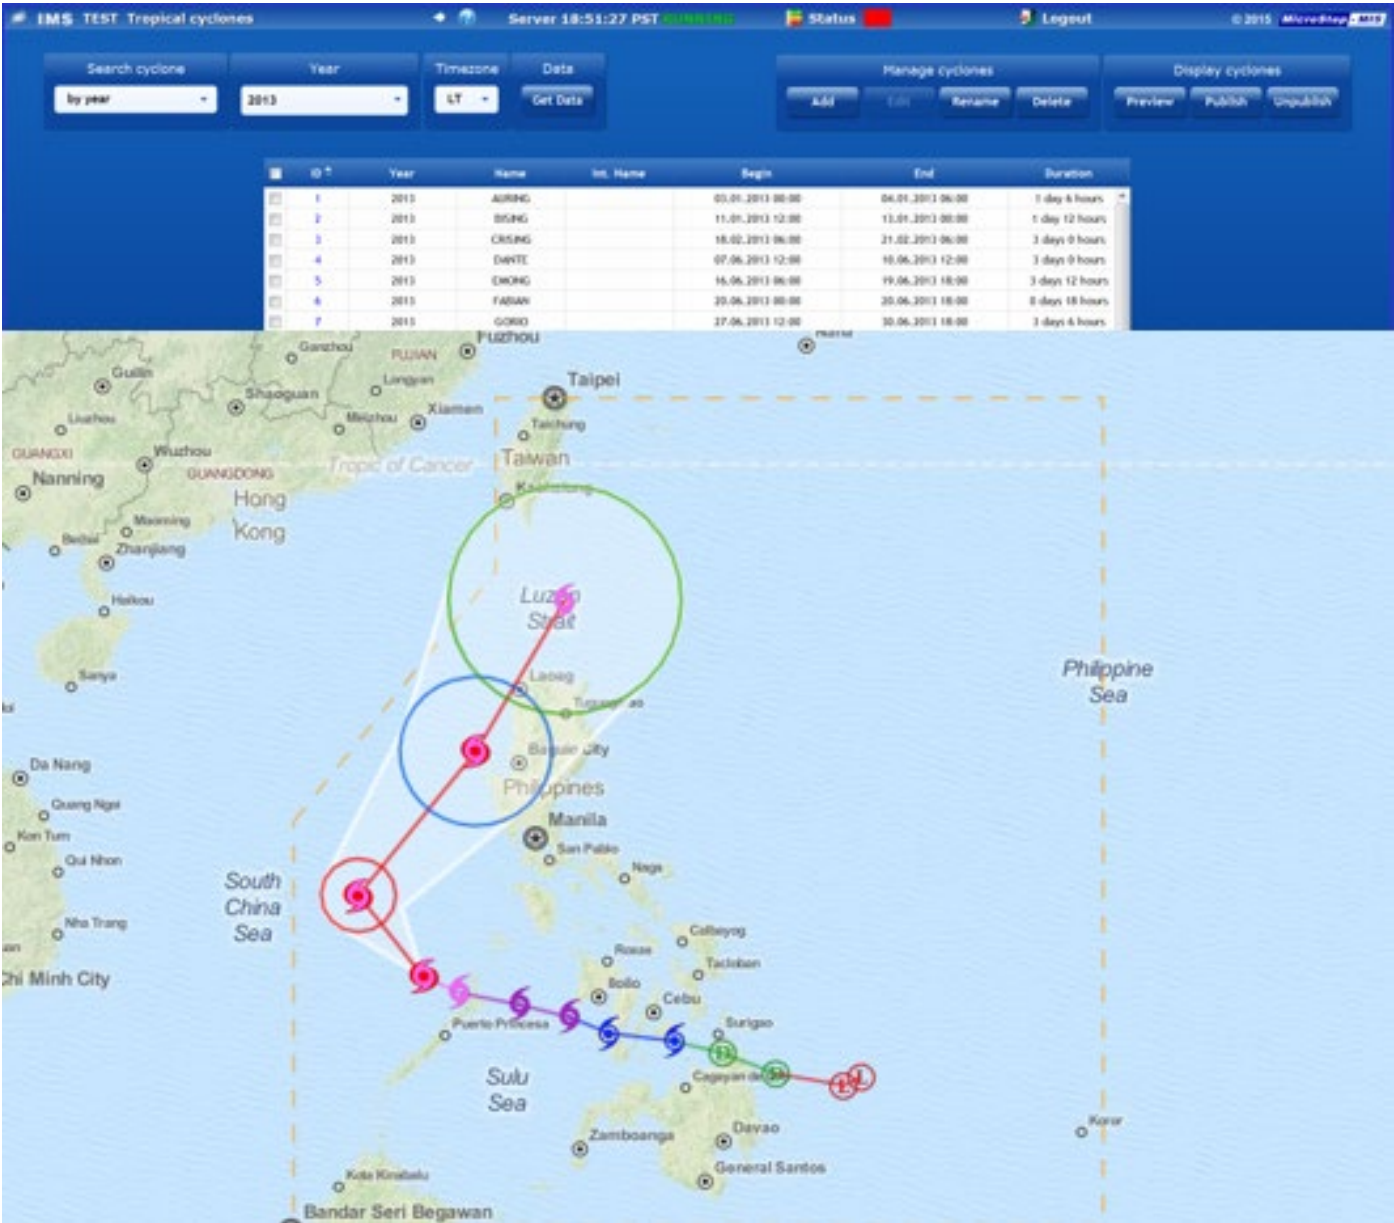 IMS TEST Tropical cyclones
Server 18:51:27 PST RUNNING
Status
Logout
© 2015 MicroStep - MIS
Search cyclone
Year
Timezone
Data
Manage cyclones
Display cyclones
by year
2013
LT
Get Data
Add
Edit
Rename
Delete
Preview
Publish
Unpublish
ID Year Name Int. Name Begin End Duration
1 2013 AURING 03.01.2013 00:00 04.01.2013 06:00 1 day 6 hours
2 2013 BISING 11.01.2013 12:00 13.01.2013 00:00 1 day 12 hours
3 2013 CRISING 18.02.2013 06:00 21.02.2013 06:00 3 days 0 hours
4 2013 DANTE 07.06.2013 12:00 10.06.2013 12:00 3 days 0 hours
5 2013 EMONG 16.06.2013 06:00 19.06.2013 18:00 3 days 12 hours
6 2013 FABIAN 20.06.2013 00:00 20.06.2013 18:00 0 days 18 hours
7 2013 GORIO 27.06.2013 12:00 30.06.2013 18:00 3 days 6 hours
Fuzhou
Naha
Ganzhou
FUJIAN
Guilin
Longyan
Taipei
Shaoguan
Xiamen
Liuzhou
Meizhou
Taichung
GUANGXI
Wuzhou
Tropic of Cancer
Taiwan
Nanning
GUANGDONG
Kaohsiung
Hong
Kong
Maoming
Beihai
Zhanjiang
Haikou
Luzon
Strait
Sanya
Laoag
Philippine
Sea
Tuguegarao
Baguio City
Da Nang
Philippines
Quang Ngai
Manila
Kon Tum
San Pablo
Qui Nhon
Naga
South
China
Sea
Nha Trang
Calbayog
Roxas
Tacloban
Chi Minh City
Iloilo
Cebu
Puerto Princesa
Surigao
Sulu
Sea
Cagayan de
L
L
Koror
Davao
Zamboanga
General Santos
Kota Kinabalu
Bandar Seri Begawan